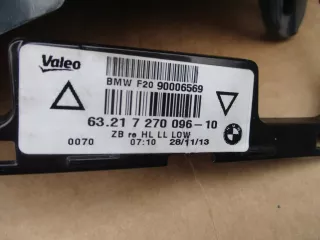 Valeo
BMW F20 90006569
63.21 7 270 096-10
ZB re HL LL LOW
0070 07:10 28/11/13